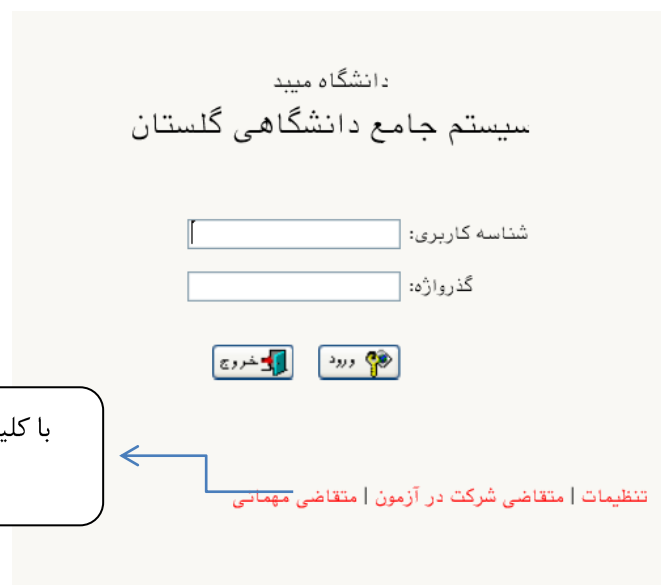 دانشگاه میبد
سیستم جامع دانشگاهی گلستان
شناسه کاربری:
گذرواژه:
ورود خروج
با
تنظیمات | متقاضی شرکت در آزمون | متقاضی مهمانی